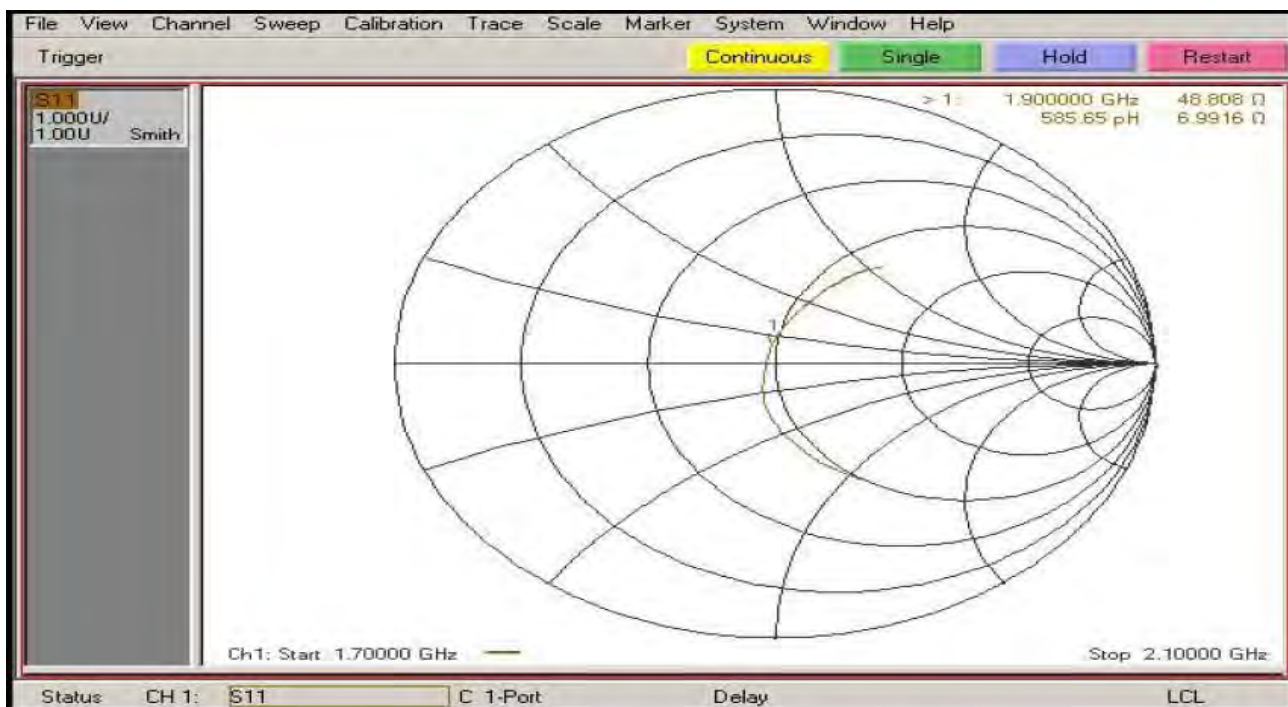 File View Channel Sweep Calibration Trace Scale Marker System Window Help
Trigger Continuous Single Hold Restart
S11
1.000U/
1.00U Smith
> 1: 1.900000 GHz 48.808 Ω
585.65 pH 6.9916 Ω
1
Ch1: Start 1.70000 GHz Stop 2.10000 GHz
Status CH 1: S11 C 1-Port Delay LCL